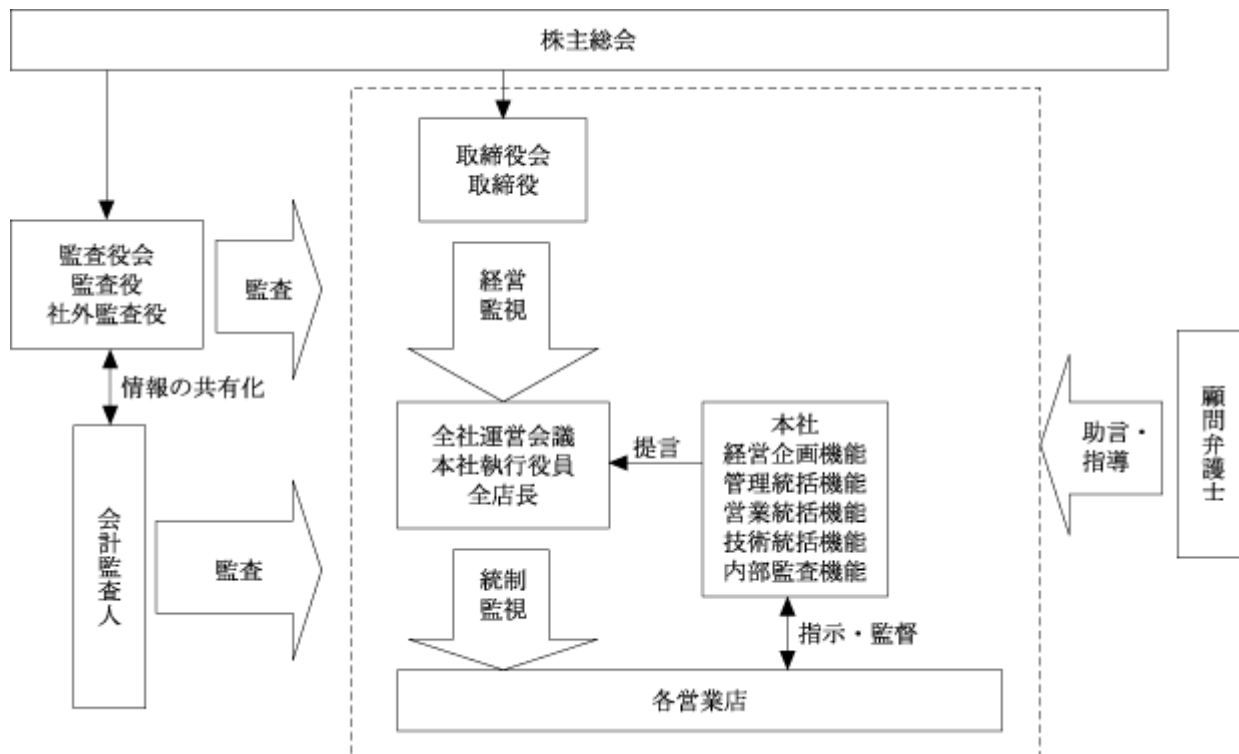 株主総会
取締役会
取締役
監査役会
監査役
社外監査役
監査
経営
監視
情報の共有化
全社運営会議
本社執行役員
全店長
提言
本社
経営企画機能
管理統括機能
営業統括機能
技術統括機能
内部監査機能
助言・
指導
顧問弁護士
会計監査人
監査
統制
監視
指示・監督
各営業店